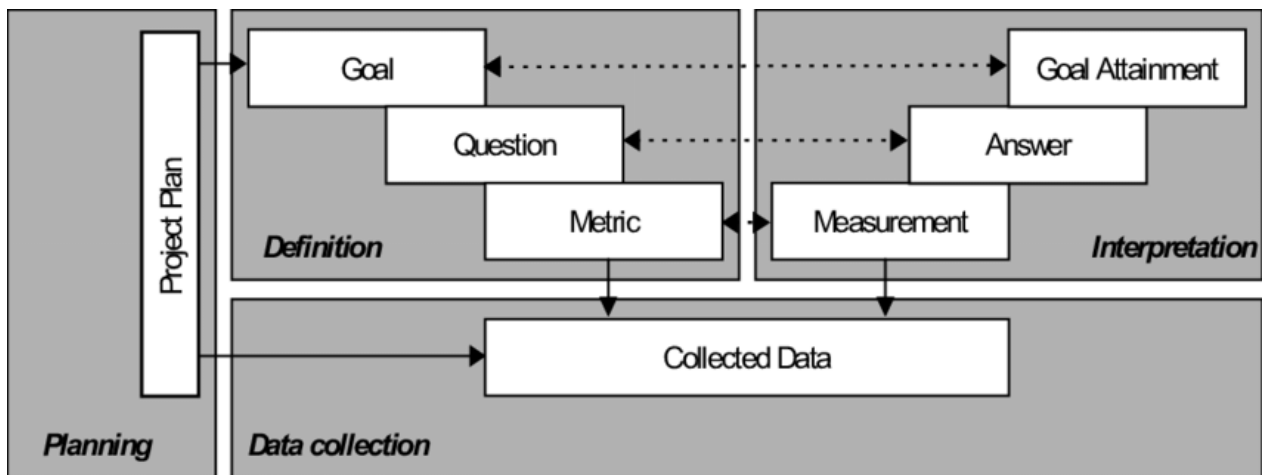 Project Plan
Planning
Goal
Question
Metric
Definition
Goal Attainment
Answer
Measurement
Interpretation
Collected Data
Data collection